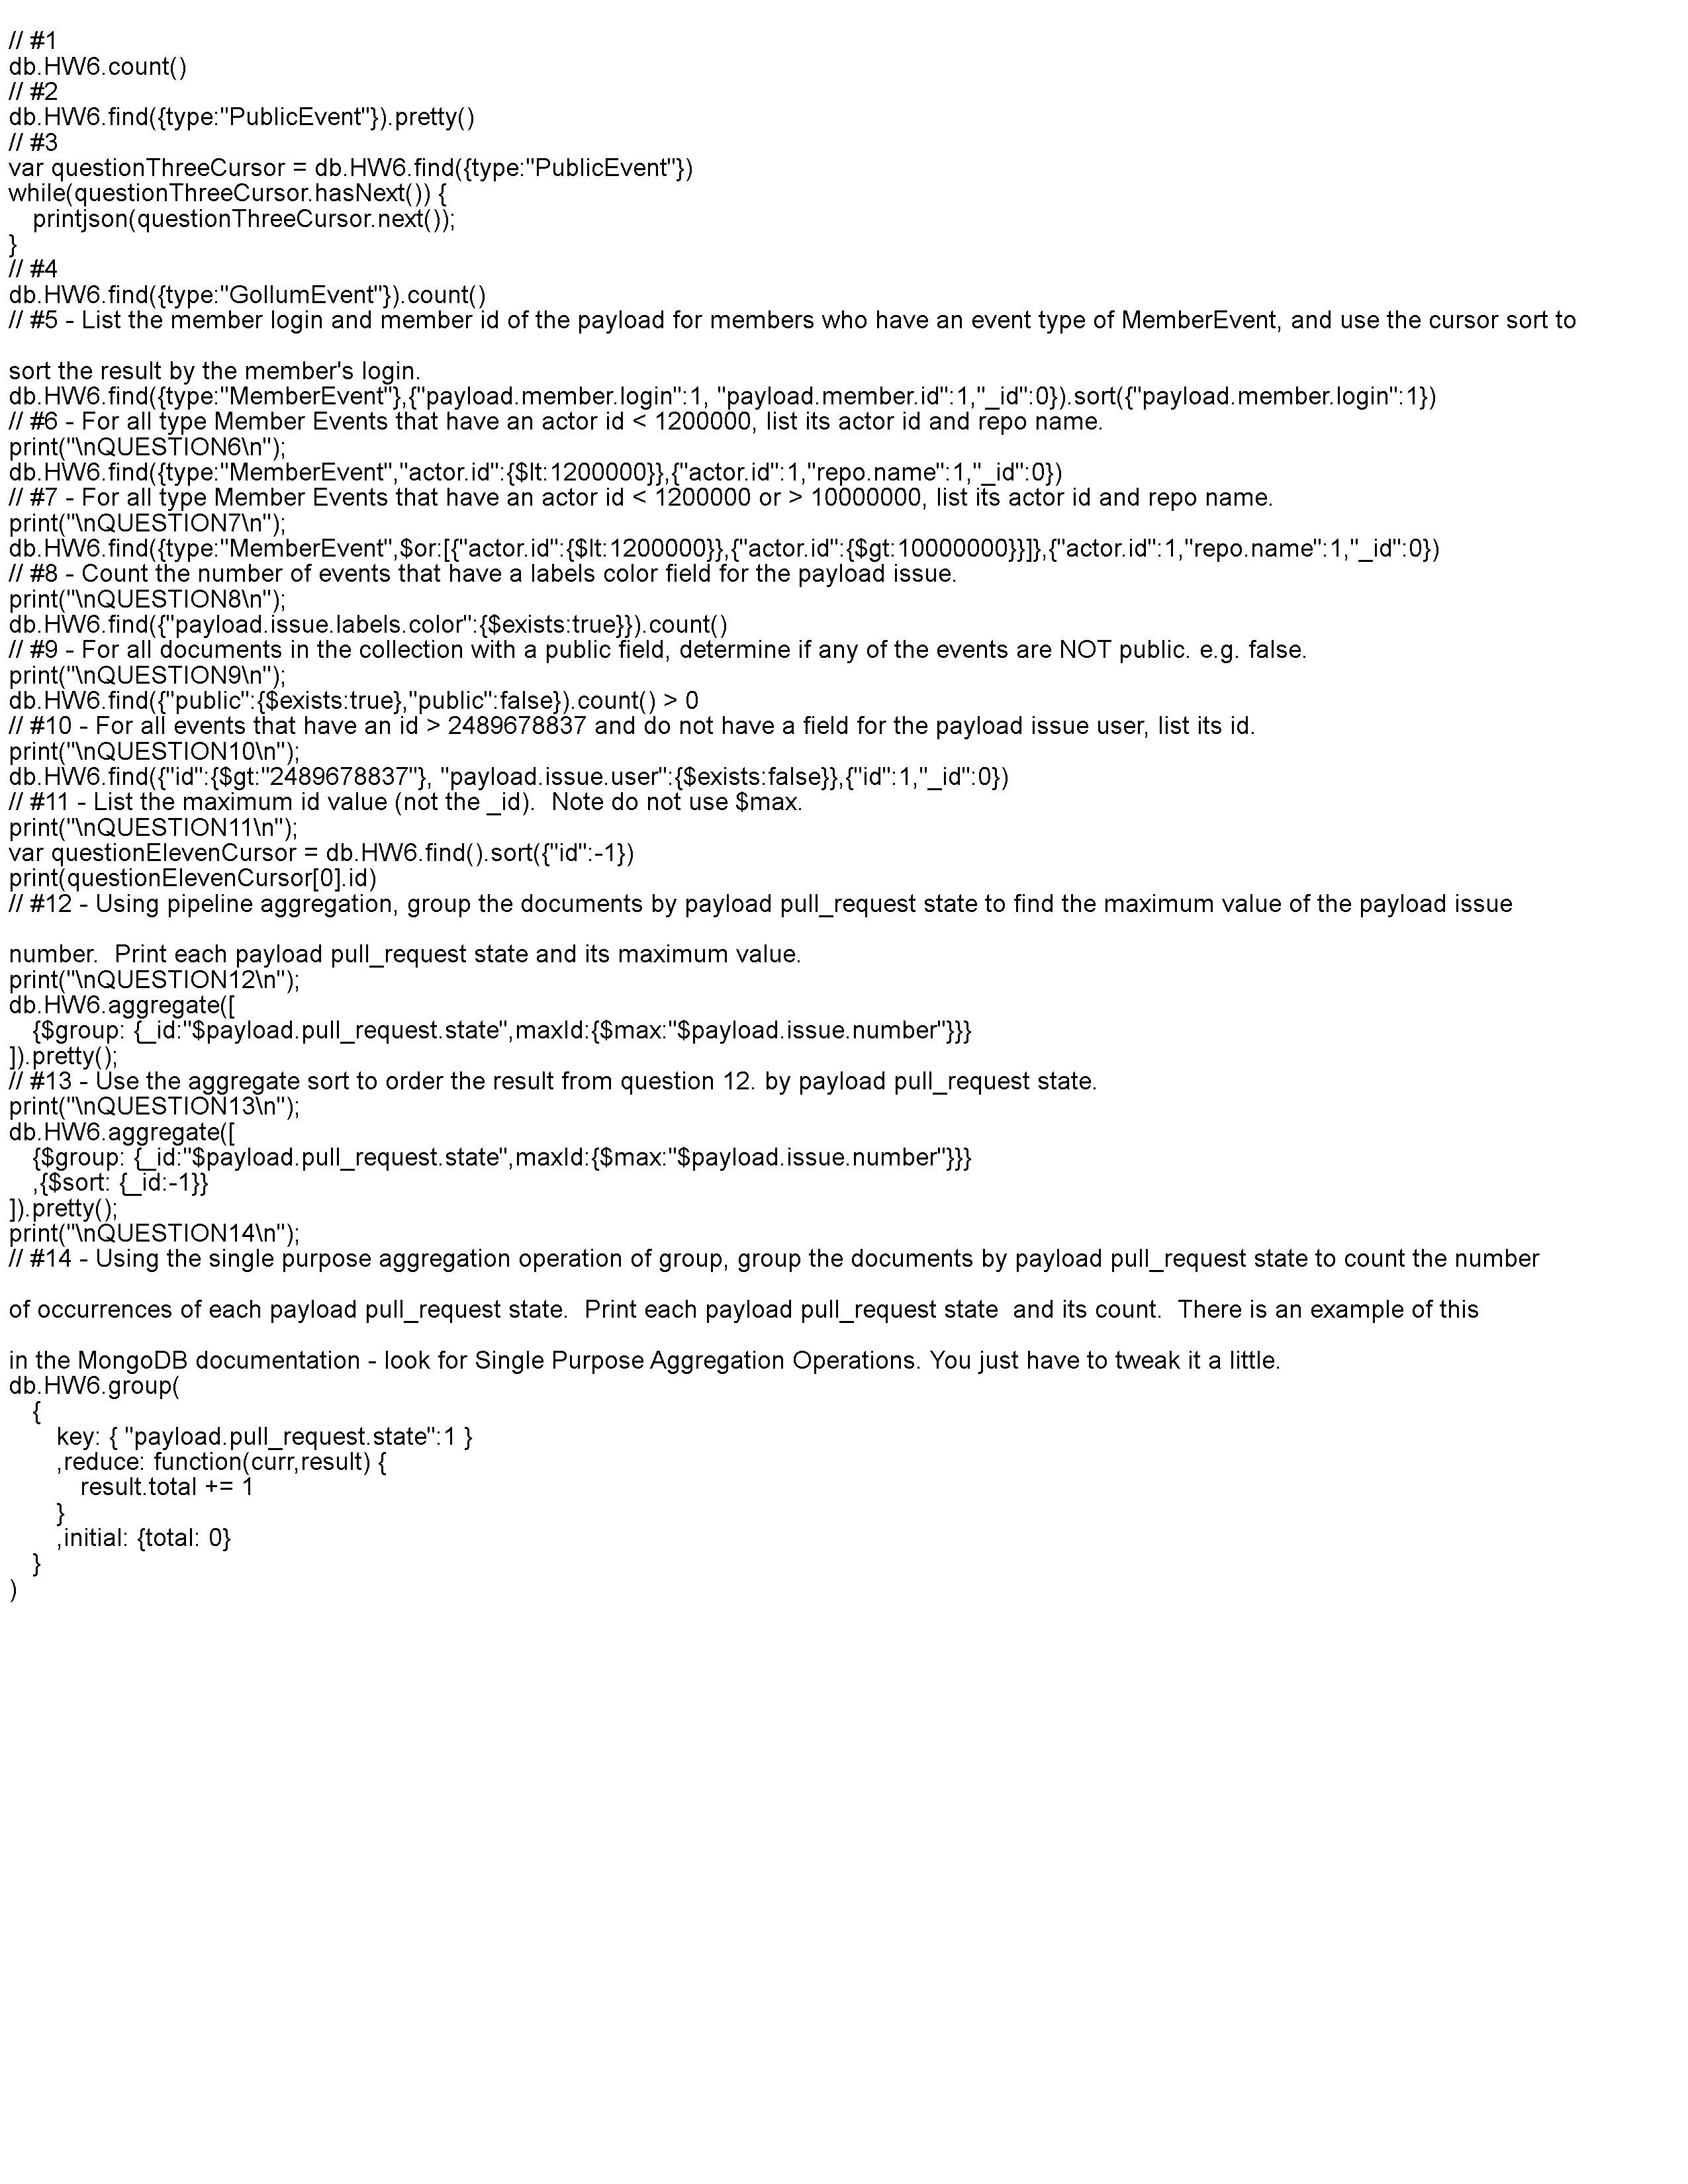 // #1
db.HW6.count()
// #2
db.HW6.find({type:"PublicEvent"}).pretty()
// #3
var questionThreeCursor = db.HW6.find({type:"PublicEvent"})
while(questionThreeCursor.hasNext()) {
    printjson(questionThreeCursor.next());
}
// #4
db.HW6.find({type:"GollumEvent"}).count()
// #5 - List the member login and member id of the payload for members who have an event type of MemberEvent, and use the cursor sort to
sort the result by the member's login.
db.HW6.find({type:"MemberEvent"},{"payload.member.login":1, "payload.member.id":1,"_id":0}).sort({"payload.member.login":1})
// #6 - For all type Member Events that have an actor id < 1200000, list its actor id and repo name.
print("\nQUESTION6\n");
db.HW6.find({type:"MemberEvent","actor.id":{$lt:1200000}},{"actor.id":1,"repo.name":1,"_id":0})
// #7 - For all type Member Events that have an actor id < 1200000 or > 10000000, list its actor id and repo name.
print("\nQUESTION7\n");
db.HW6.find({type:"MemberEvent",$or:[{"actor.id":{$lt:1200000}},{"actor.id":{$gt:10000000}}]},{"actor.id":1,"repo.name":1,"_id":0})
// #8 - Count the number of events that have a labels color field for the payload issue.
print("\nQUESTION8\n");
db.HW6.find({"payload.issue.labels.color":{$exists:true}}).count()
// #9 - For all documents in the collection with a public field, determine if any of the events are NOT public. e.g. false.
print("\nQUESTION9\n");
db.HW6.find({"public":{$exists:true},"public":false}).count() > 0
// #10 - For all events that have an id > 2489678837 and do not have a field for the payload issue user, list its id.
print("\nQUESTION10\n");
db.HW6.find({"id":{$gt:"2489678837"}, "payload.issue.user":{$exists:false}},{"id":1,"_id":0})
// #11 - List the maximum id value (not the _id).  Note do not use $max.
print("\nQUESTION11\n");
var questionElevenCursor = db.HW6.find().sort({"id":-1})
print(questionElevenCursor[0].id)
// #12 - Using pipeline aggregation, group the documents by payload pull_request state to find the maximum value of the payload issue
number.  Print each payload pull_request state and its maximum value.
print("\nQUESTION12\n");
db.HW6.aggregate([
    {$group: {_id:"$payload.pull_request.state",maxId:{$max:"$payload.issue.number"}}}
]).pretty();
// #13 - Use the aggregate sort to order the result from question 12. by payload pull_request state.
print("\nQUESTION13\n");
db.HW6.aggregate([
    {$group: {_id:"$payload.pull_request.state",maxId:{$max:"$payload.issue.number"}}}
    ,{$sort: {_id:-1}}
]).pretty();
print("\nQUESTION14\n");
// #14 - Using the single purpose aggregation operation of group, group the documents by payload pull_request state to count the number
of occurrences of each payload pull_request state.  Print each payload pull_request state  and its count.  There is an example of this
in the MongoDB documentation - look for Single Purpose Aggregation Operations. You just have to tweak it a little.
db.HW6.group(
    {
        key: { "payload.pull_request.state":1 }
        ,reduce: function(curr,result) {
            result.total += 1
        }
        ,initial: {total: 0}
    }
)